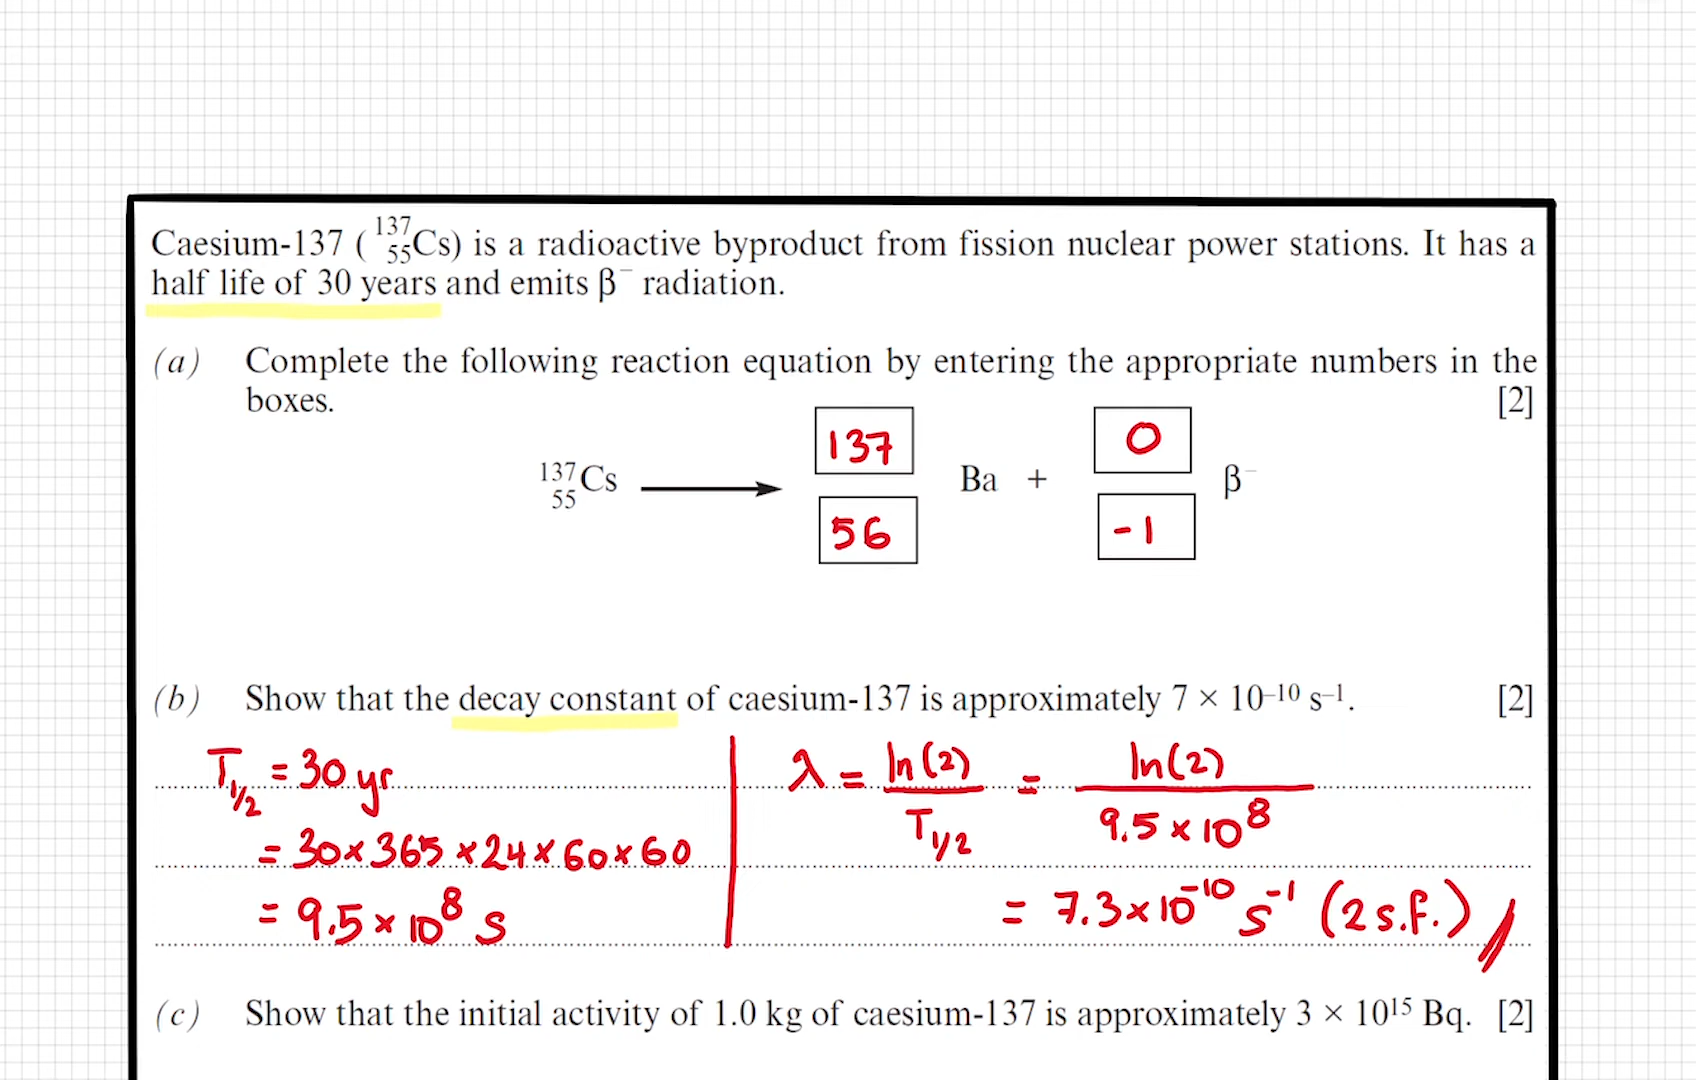 Caesium-137 ( ¹³⁷₅₅Cs) is a radioactive byproduct from fission nuclear power stations. It has a
half life of 30 years and emits β⁻ radiation.
(a) Complete the following reaction equation by entering the appropriate numbers in the
boxes. [2]
137 0
¹³⁷₅₅Cs ⟶ Ba + β⁻
56 -1
(b) Show that the decay constant of caesium-137 is approximately 7 × 10⁻¹⁰ s⁻¹. [2]
T₁/₂ = 30 yr
= 30×365×24×60×60
= 9.5×10⁸ s
λ = ln(2)/T₁/₂ = ln(2)/9.5×10⁸
= 7.3×10⁻¹⁰ s⁻¹ (2 s.f.)
(c) Show that the initial activity of 1.0 kg of caesium-137 is approximately 3 × 10¹⁵ Bq. [2]